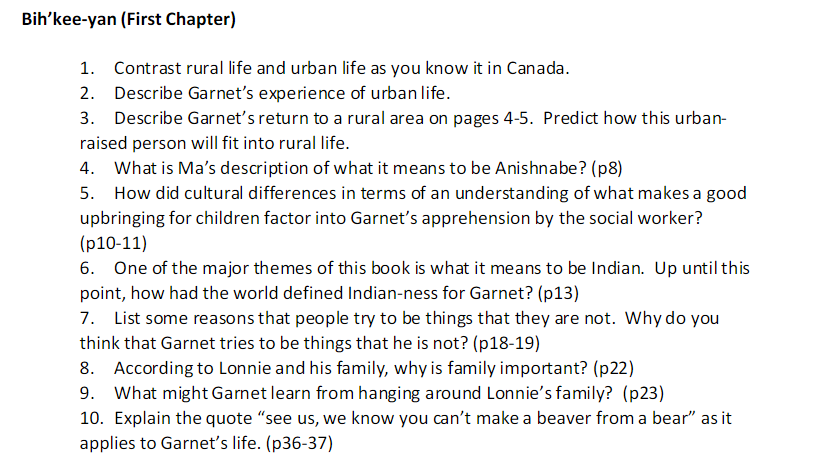 Bih’kee-yan (First Chapter)
1. Contrast rural life and urban life as you know it in Canada.
2. Describe Garnet’s experience of urban life.
3. Describe Garnet’s return to a rural area on pages 4-5. Predict how this urban-
raised person will fit into rural life.
4. What is Ma’s description of what it means to be Anishnabe? (p8)
5. How did cultural differences in terms of an understanding of what makes a good
upbringing for children factor into Garnet’s apprehension by the social worker?
(p10-11)
6. One of the major themes of this book is what it means to be Indian. Up until this
point, how had the world defined Indian-ness for Garnet? (p13)
7. List some reasons that people try to be things that they are not. Why do you
think that Garnet tries to be things that he is not? (p18-19)
8. According to Lonnie and his family, why is family important? (p22)
9. What might Garnet learn from hanging around Lonnie’s family? (p23)
10. Explain the quote “see us, we know you can’t make a beaver from a bear” as it
applies to Garnet’s life. (p36-37)